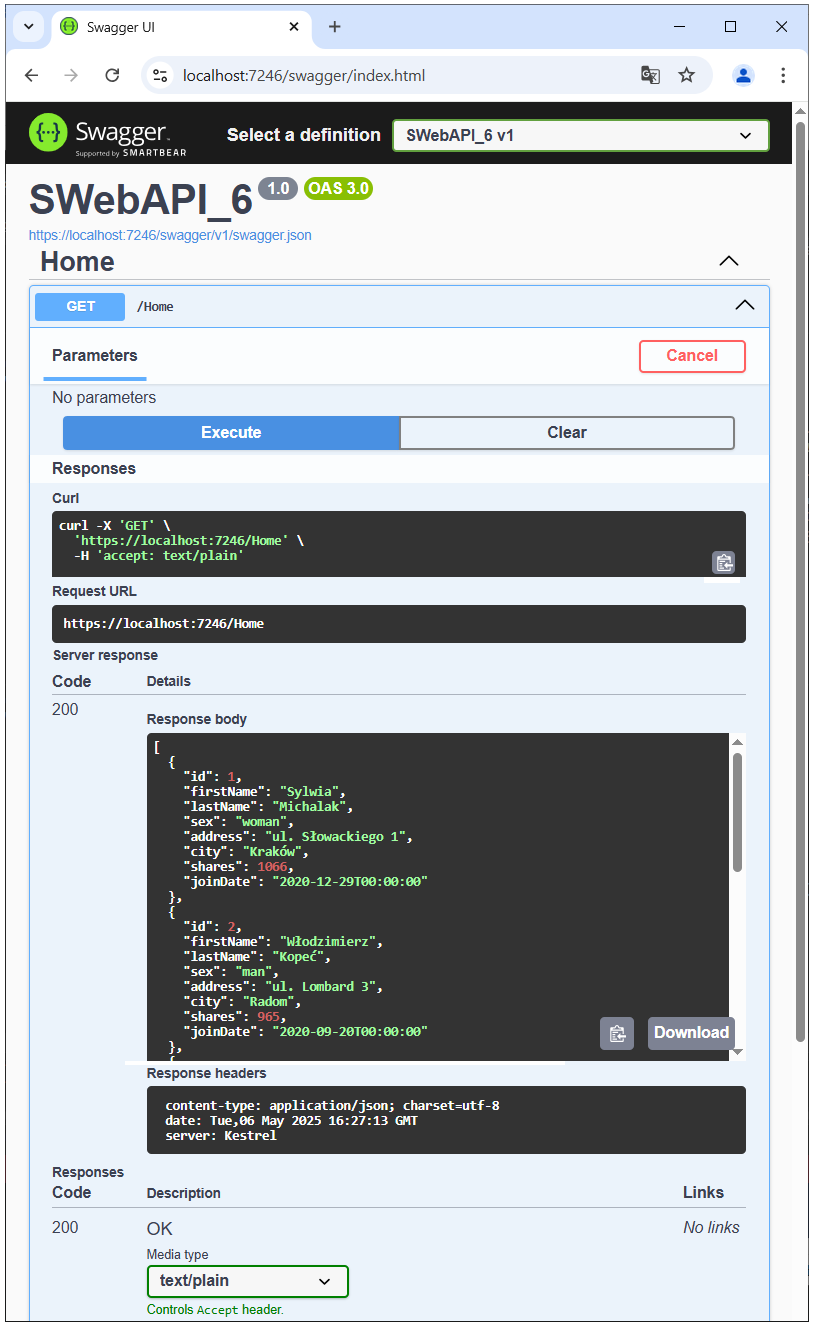 Swagger UI
localhost:7246/swagger/index.html
Swagger
Supported by SMARTBEAR
Select a definition
SWebAPI_6 v1
SWebAPI_6 1.0 OAS 3.0
https://localhost:7246/swagger/v1/swagger.json
Home
GET /Home
Parameters
Cancel
No parameters
Execute
Clear
Responses
Curl
curl -X 'GET' \
  'https://localhost:7246/Home' \
  -H 'accept: text/plain'
Request URL
https://localhost:7246/Home
Server response
Code Details
200
Response body
[
  {
    "id": 1,
    "firstName": "Sylwia",
    "lastName": "Michalak",
    "sex": "woman",
    "address": "ul. Słowackiego 1",
    "city": "Kraków",
    "shares": 1066,
    "joinDate": "2020-12-29T00:00:00"
  },
  {
    "id": 2,
    "firstName": "Włodzimierz",
    "lastName": "Kopeć",
    "sex": "man",
    "address": "ul. Lombard 3",
    "city": "Radom",
    "shares": 965,
    "joinDate": "2020-09-20T00:00:00"
  },
  {
Download
Response headers
content-type: application/json; charset=utf-8
date: Tue,06 May 2025 16:27:13 GMT
server: Kestrel
Responses
Code Description Links
200 OK No links
Media type
text/plain
Controls Accept header.